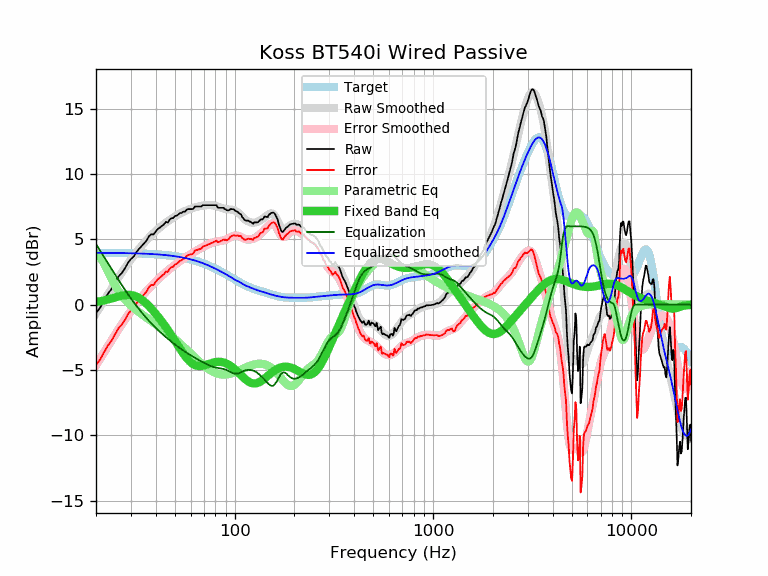 Koss BT540i Wired Passive
Target
Raw Smoothed
Error Smoothed
Raw
Error
Parametric Eq
Fixed Band Eq
Equalization
Equalized smoothed
15
10
5
0
−5
−10
−15
Amplitude (dBr)
100
1000
10000
Frequency (Hz)